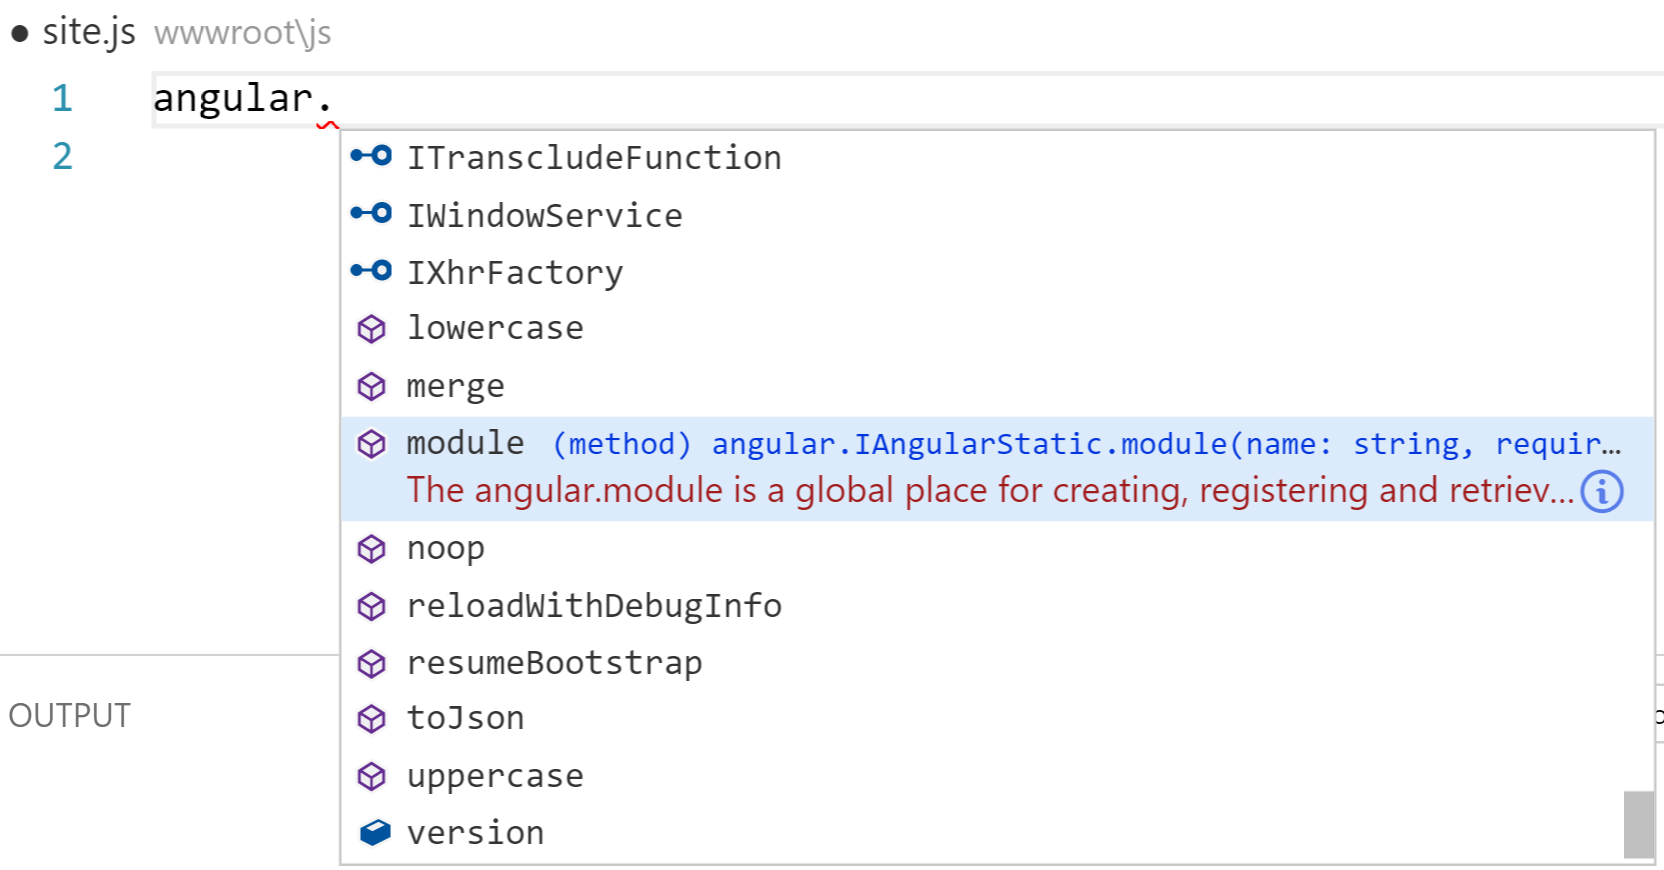 ● site.js wwwroot\js
1 angular.
2
ITranscludeFunction
IWindowService
IXhrFactory
lowercase
merge
module (method) angular.IAngularStatic.module(name: string, requir...
The angular.module is a global place for creating, registering and retriev...
noop
reloadWithDebugInfo
resumeBootstrap
OUTPUT
toJson
uppercase
version